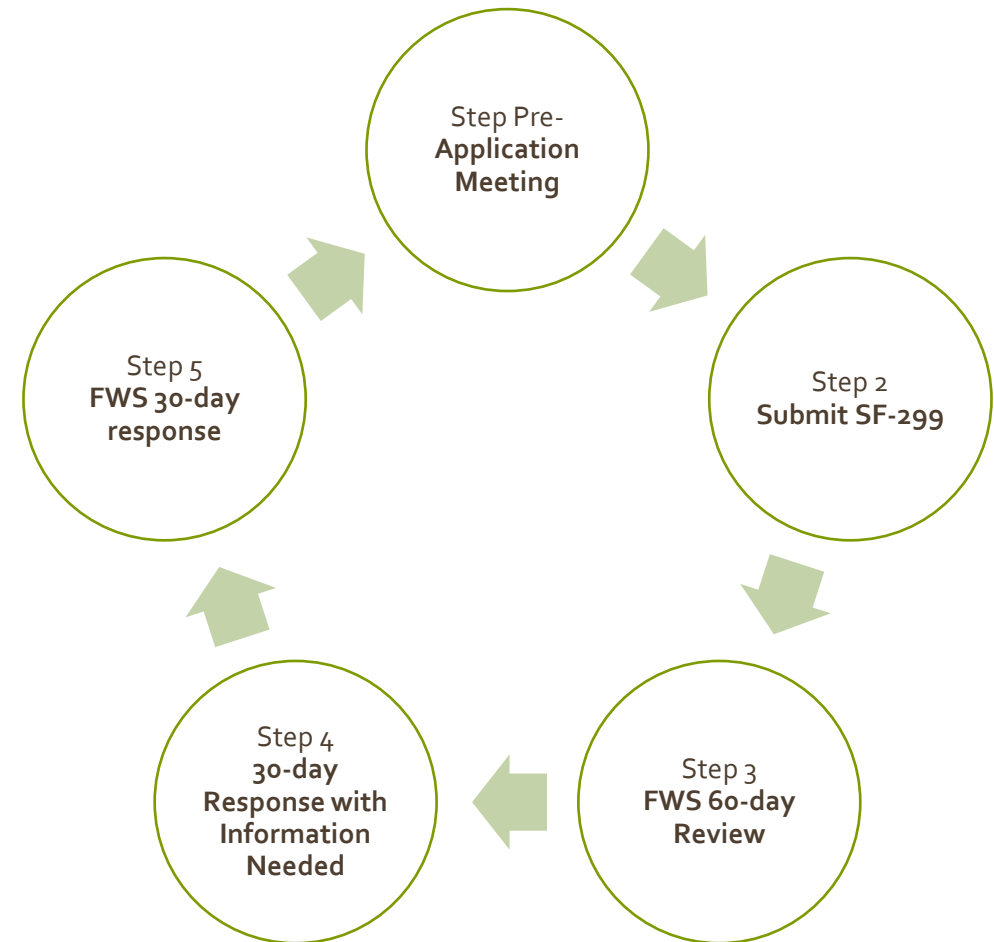 Step Pre-
Application
Meeting
Step 2
Submit SF-299
Step 3
FWS 60-day
Review
Step 4
30-day
Response with
Information
Needed
Step 5
FWS 30-day
response